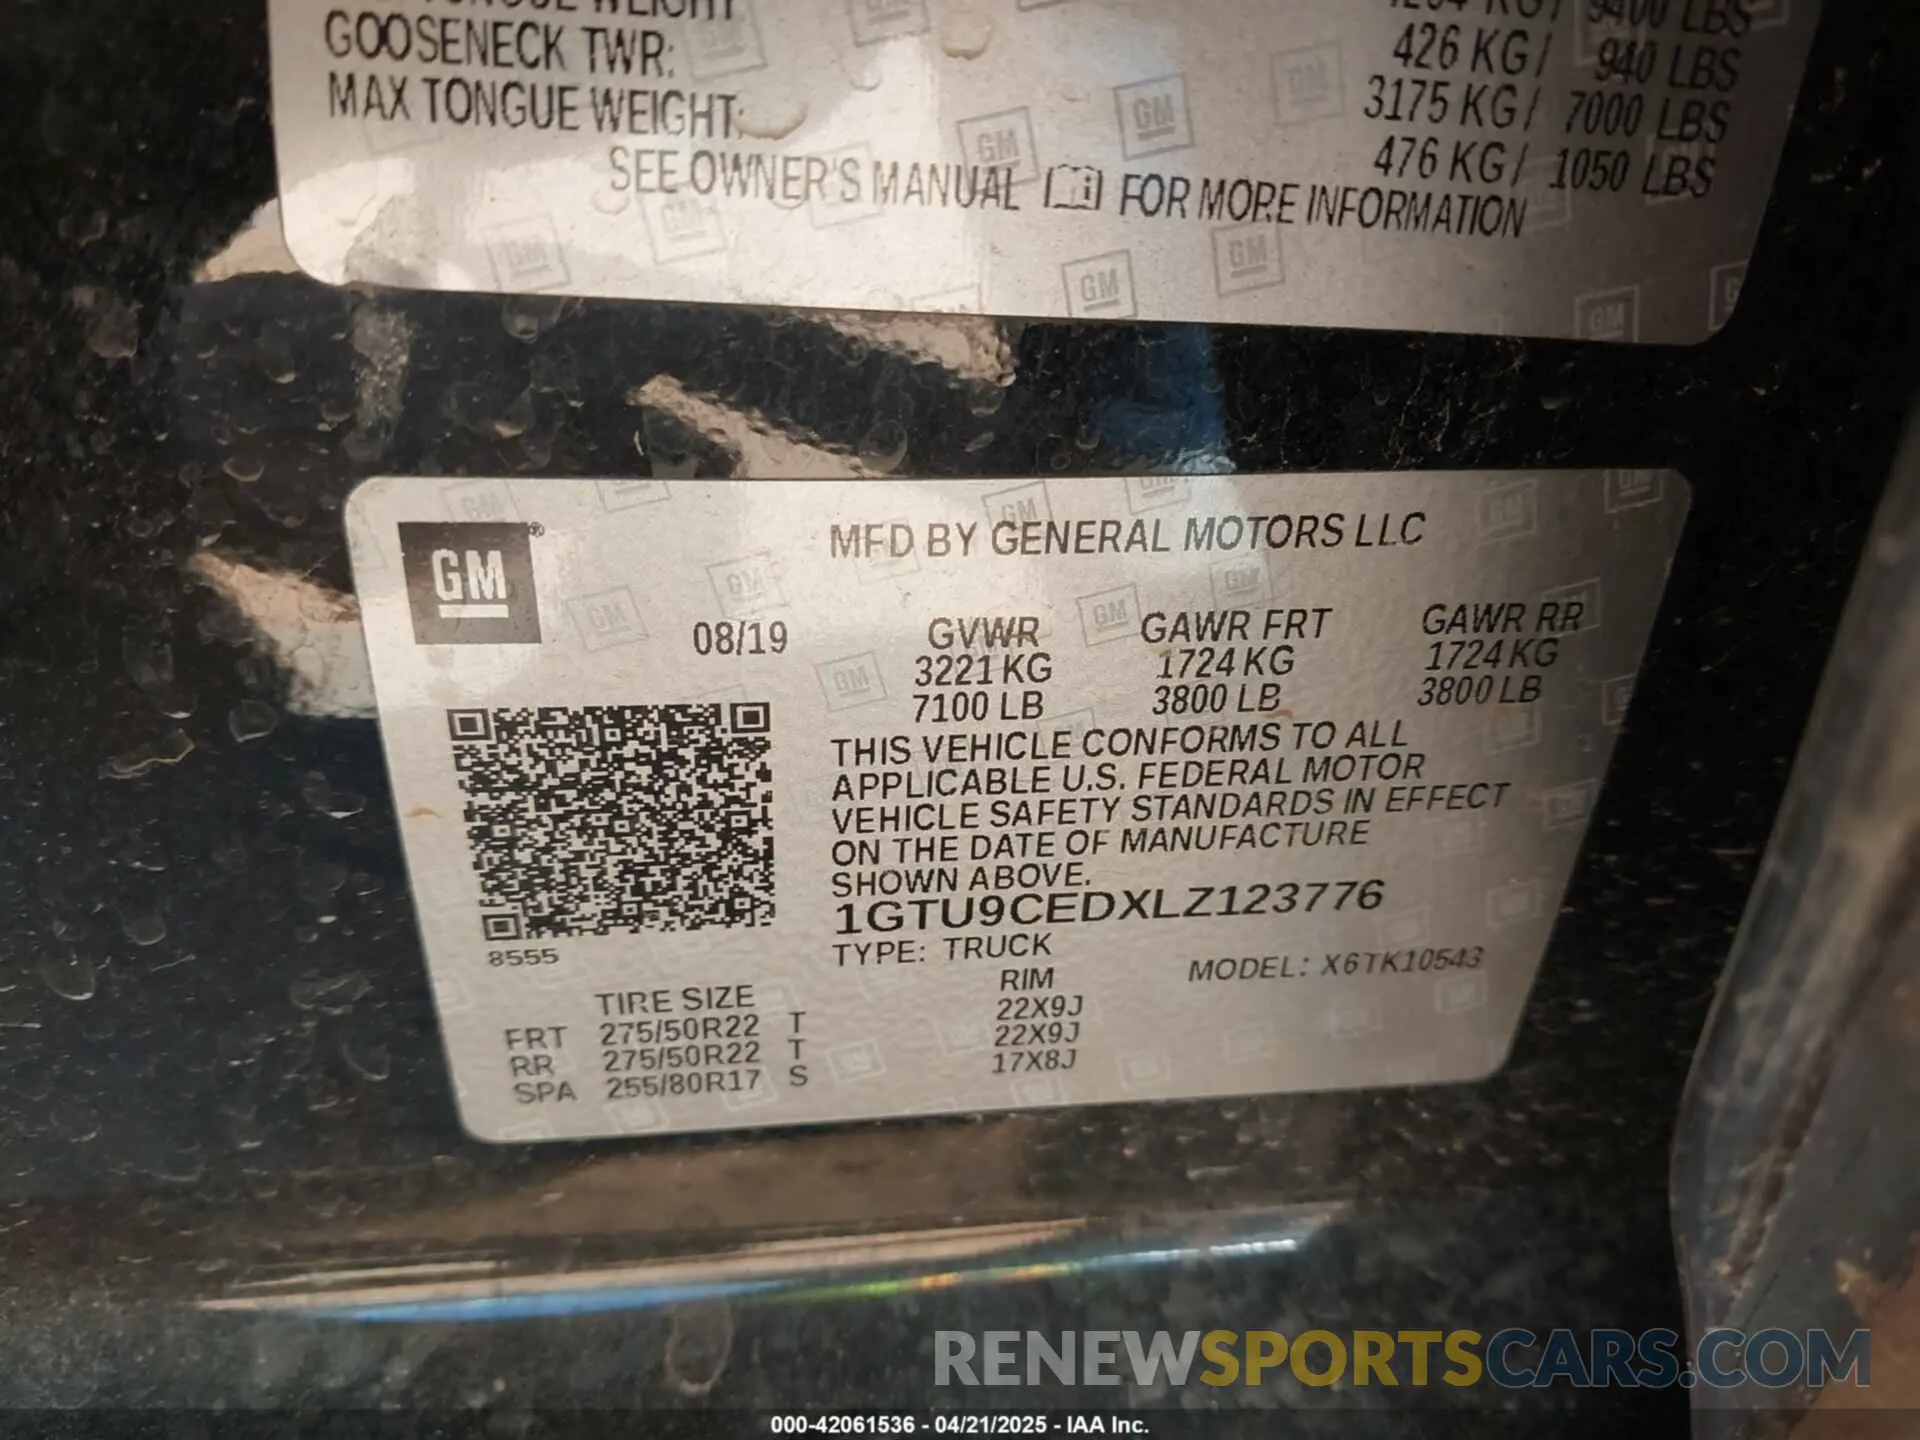 TONGUE WEIGHT
9400 LBS
GOOSENECK TWR: 426 KG/ 940 LBS
MAX TONGUE WEIGHT: 3175 KG/ 7000 LBS
476 KG/ 1050 LBS
SEE OWNER'S MANUAL FOR MORE INFORMATION
GM®
MFD BY GENERAL MOTORS LLC
08/19 GVWR GAWR FRT GAWR RR
3221 KG 1724 KG 1724 KG
7100 LB 3800 LB 3800 LB
THIS VEHICLE CONFORMS TO ALL
APPLICABLE U.S. FEDERAL MOTOR
VEHICLE SAFETY STANDARDS IN EFFECT
ON THE DATE OF MANUFACTURE
SHOWN ABOVE.
1GTU9CEDXLZ123776
8555
TYPE: TRUCK MODEL: X6TK10543
TIRE SIZE RIM
FRT 275/50R22 T 22X9J
RR 275/50R22 T 22X9J
SPA 255/80R17 S 17X8J
RENEWSPORTSCARS.COM
000-42061536 - 04/21/2025 - IAA Inc.